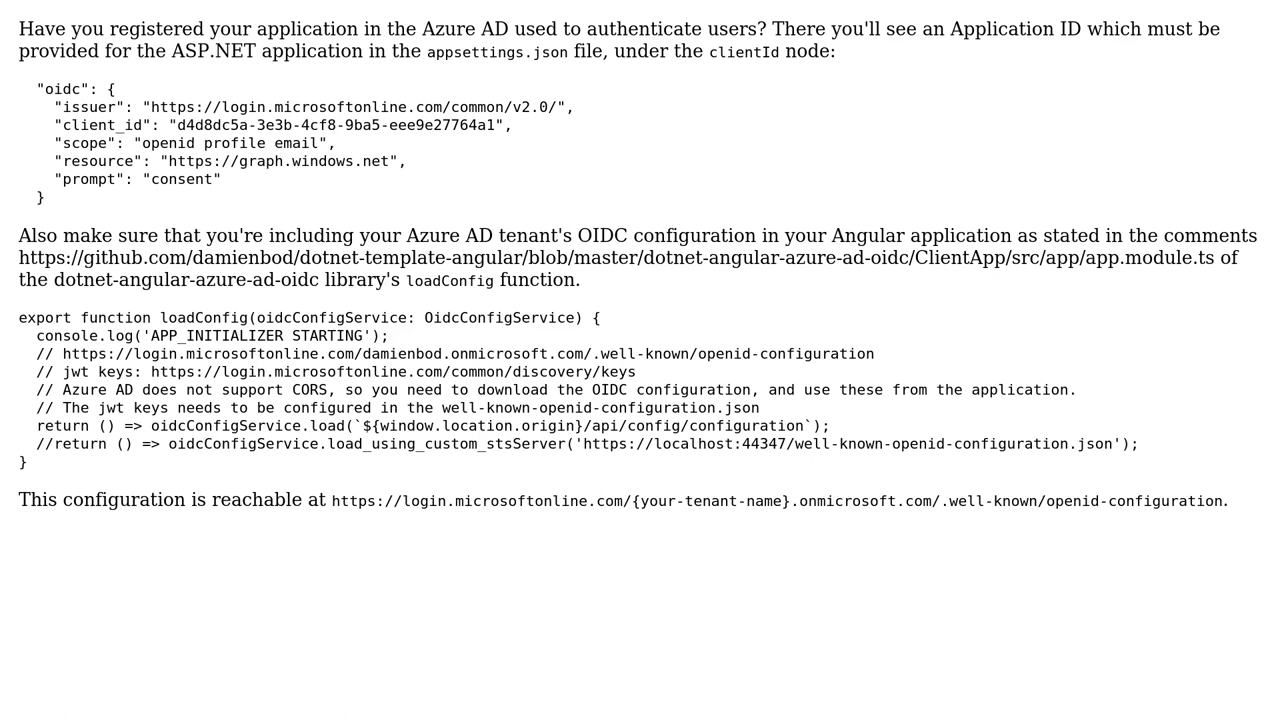 Have you registered your application in the Azure AD used to authenticate users? There you'll see an Application ID which must be
provided for the ASP.NET application in the appsettings.json file, under the clientId node:
"oidc": {
"issuer": "https://login.microsoftonline.com/common/v2.0/",
"client_id": "d4d8dc5a-3e3b-4cf8-9ba5-eee9e27764a1",
"scope": "openid profile email",
"resource": "https://graph.windows.net",
"prompt": "consent"
}
Also make sure that you're including your Azure AD tenant's OIDC configuration in your Angular application as stated in the comments
https://github.com/damienbod/dotnet-template-angular/blob/master/dotnet-angular-azure-ad-oidc/ClientApp/src/app/app.module.ts of
the dotnet-angular-azure-ad-oidc library's loadConfig function.
export function loadConfig(oidcConfigService: OidcConfigService) {
console.log('APP_INITIALIZER STARTING');
// https://login.microsoftonline.com/damienbod.onmicrosoft.com/.well-known/openid-configuration
// jwt keys: https://login.microsoftonline.com/common/discovery/keys
// Azure AD does not support CORS, so you need to download the OIDC configuration, and use these from the application.
// The jwt keys needs to be configured in the well-known-openid-configuration.json
return () => oidcConfigService.load(`${window.location.origin}/api/config/configuration`);
//return () => oidcConfigService.load_using_custom_stsServer('https://localhost:44347/well-known-openid-configuration.json');
}
This configuration is reachable at https://login.microsoftonline.com/{your-tenant-name}.onmicrosoft.com/.well-known/openid-configuration.